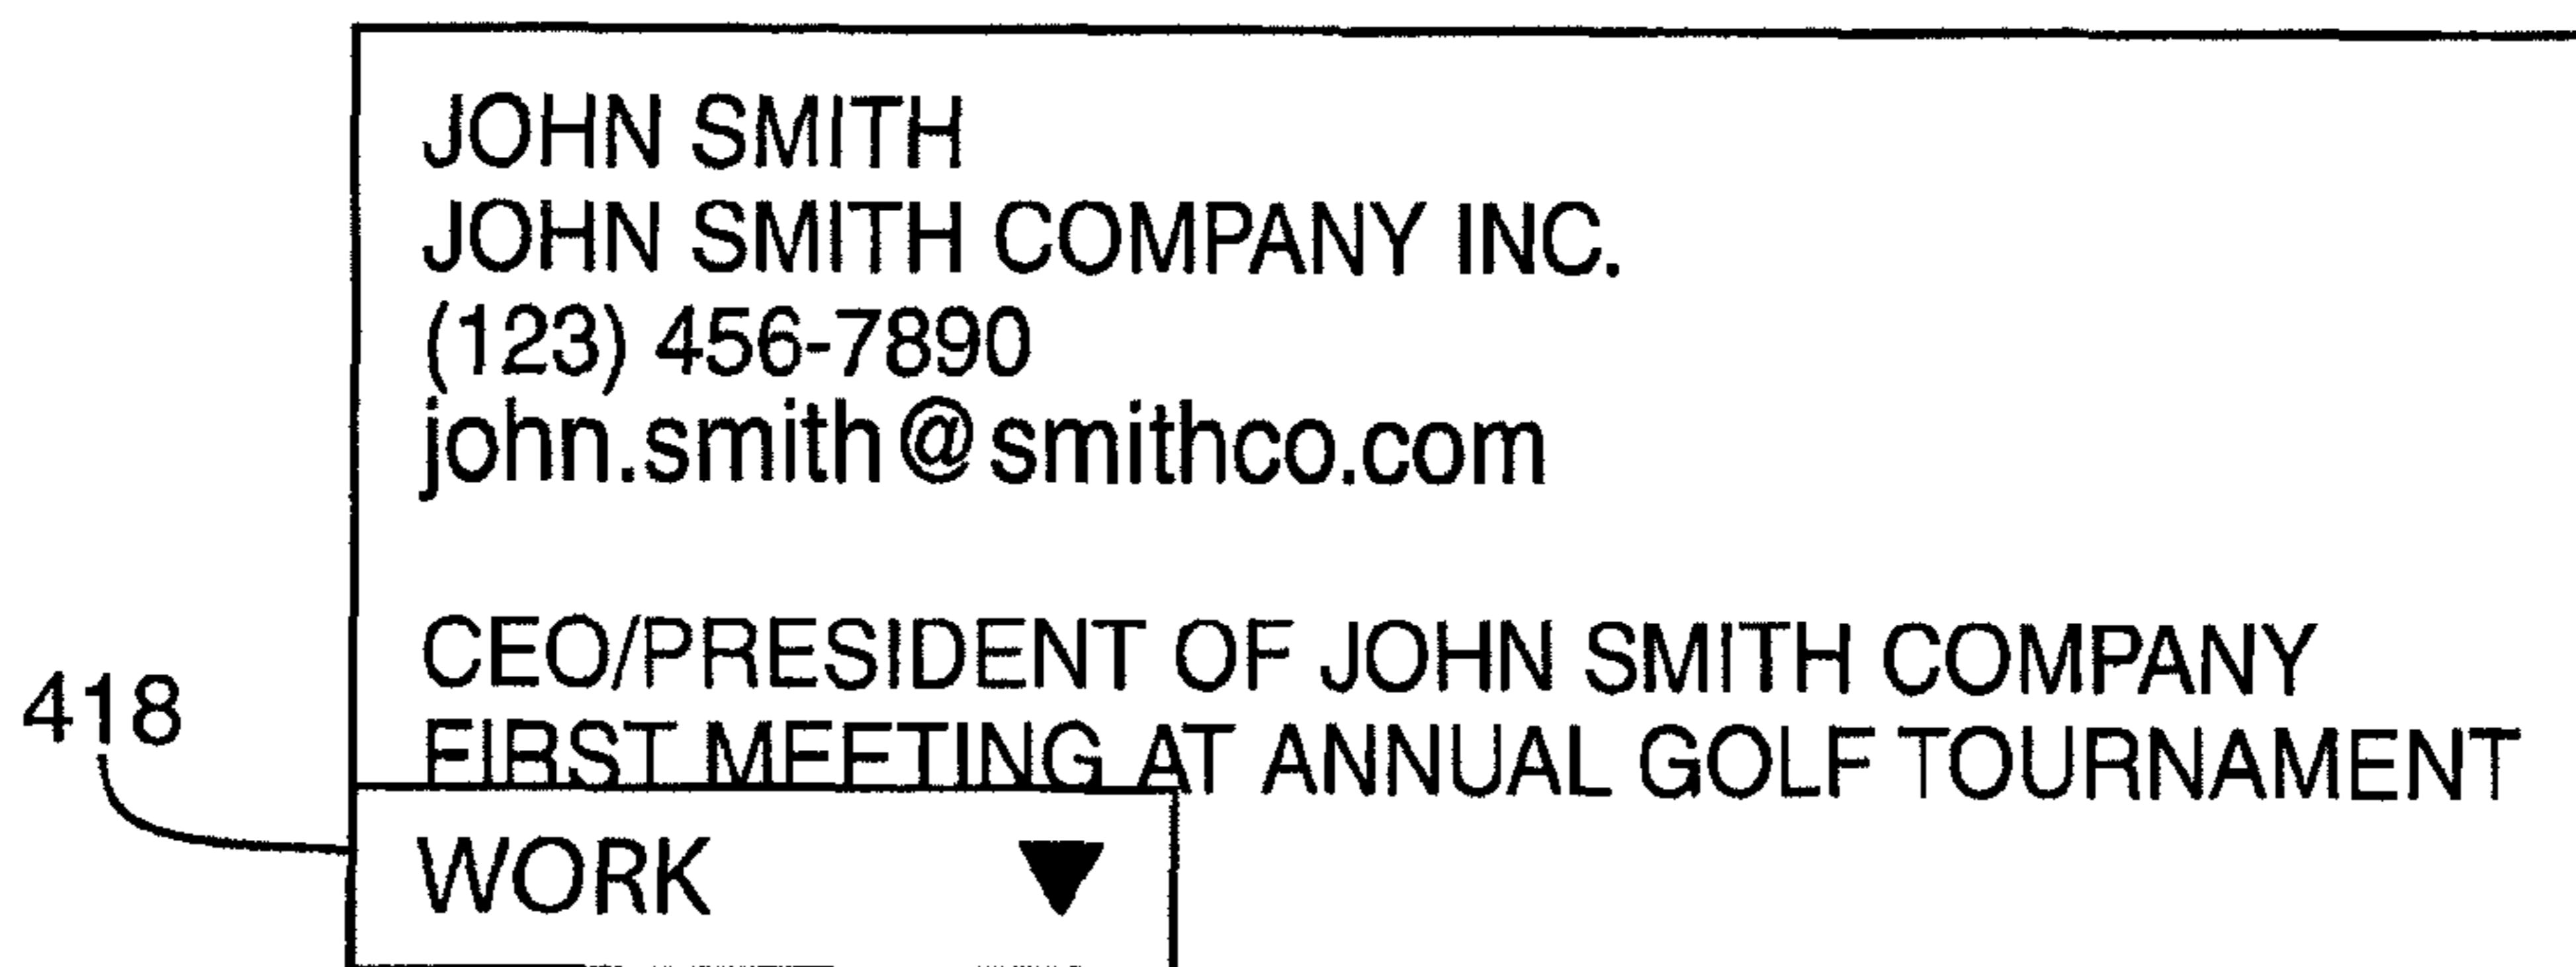 JOHN SMITH
JOHN SMITH COMPANY INC.
(123) 456-7890
john.smith@smithco.com
CEO/PRESIDENT OF JOHN SMITH COMPANY
FIRST MEETING AT ANNUAL GOLF TOURNAMENT
418
WORK